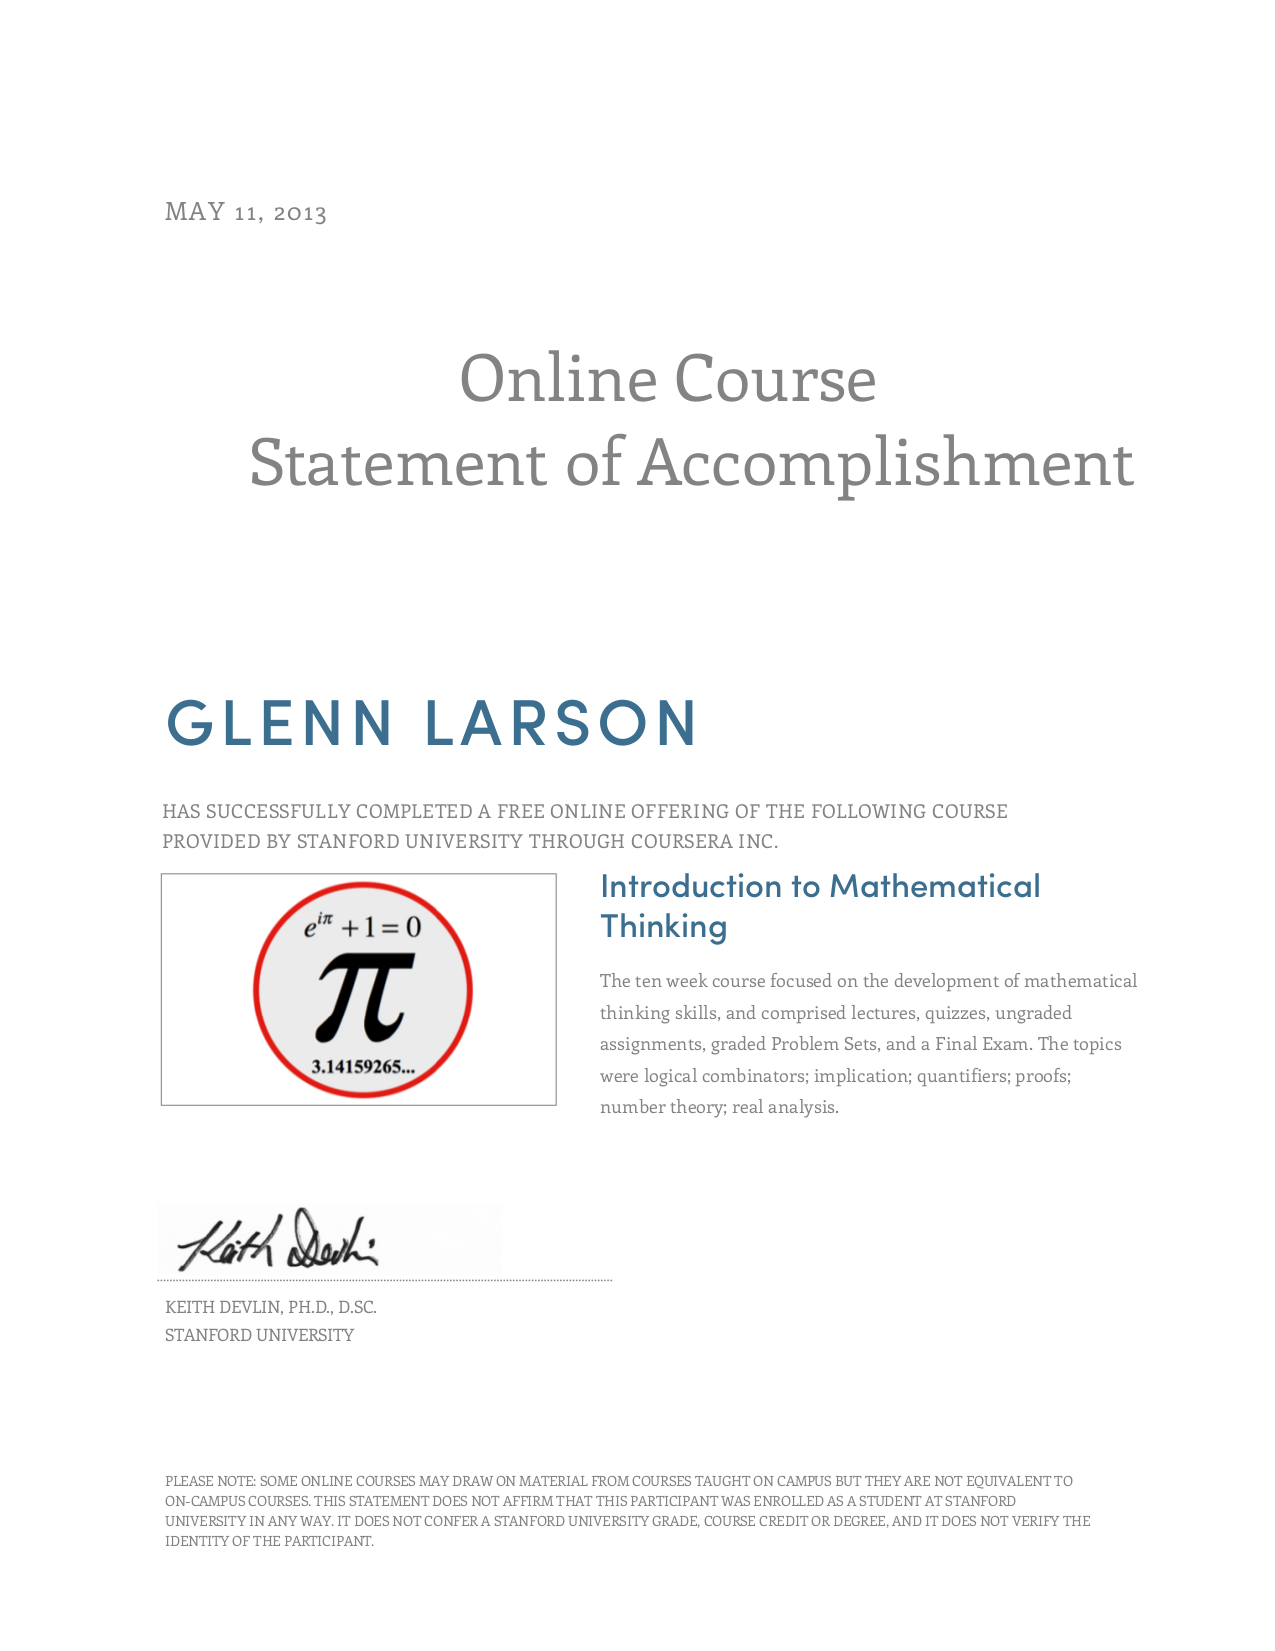 MAY 11, 2013
Online Course
Statement of Accomplishment
GLENN LARSON
HAS SUCCESSFULLY COMPLETED A FREE ONLINE OFFERING OF THE FOLLOWING COURSE
PROVIDED BY STANFORD UNIVERSITY THROUGH COURSERA INC.
e^{iπ} + 1 = 0
π
3.14159265...
Introduction to Mathematical
Thinking
The ten week course focused on the development of mathematical
thinking skills, and comprised lectures, quizzes, ungraded
assignments, graded Problem Sets, and a Final Exam. The topics
were logical combinators; implication; quantifiers; proofs;
number theory; real analysis.
Keith Devlin
KEITH DEVLIN, PH.D., D.SC.
STANFORD UNIVERSITY
PLEASE NOTE: SOME ONLINE COURSES MAY DRAW ON MATERIAL FROM COURSES TAUGHT ON CAMPUS BUT THEY ARE NOT EQUIVALENT TO
ON-CAMPUS COURSES. THIS STATEMENT DOES NOT AFFIRM THAT THIS PARTICIPANT WAS ENROLLED AS A STUDENT AT STANFORD
UNIVERSITY IN ANY WAY. IT DOES NOT CONFER A STANFORD UNIVERSITY GRADE, COURSE CREDIT OR DEGREE, AND IT DOES NOT VERIFY THE
IDENTITY OF THE PARTICIPANT.